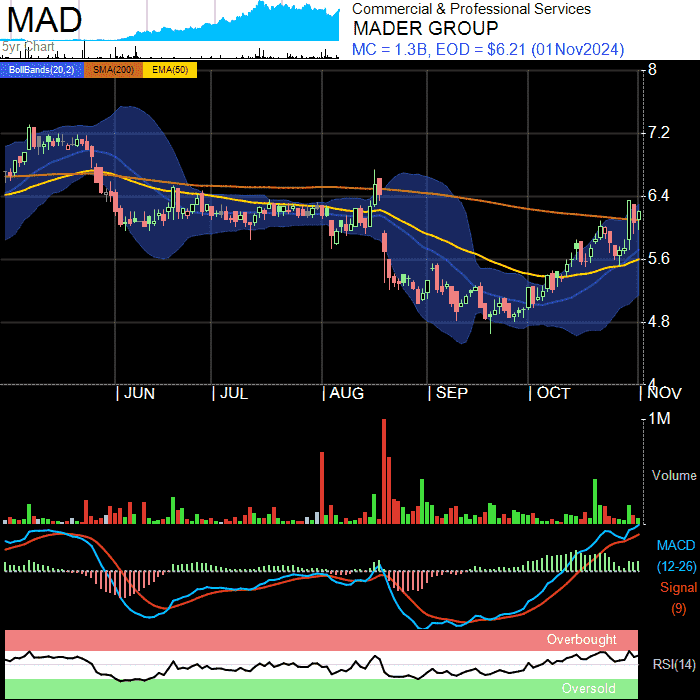 MAD
5yr Chart
Commercial & Professional Services
MADER GROUP
MC = 1.3B, EOD = $6.21 (01Nov2024)
BollBands(20,2) SMA(200) EMA(50)
8
7.2
6.4
5.6
4.8
4
JUN JUL AUG SEP OCT NOV
1M
Volume
MACD
(12-26)
Signal
(9)
Overbought
RSI(14)
Oversold